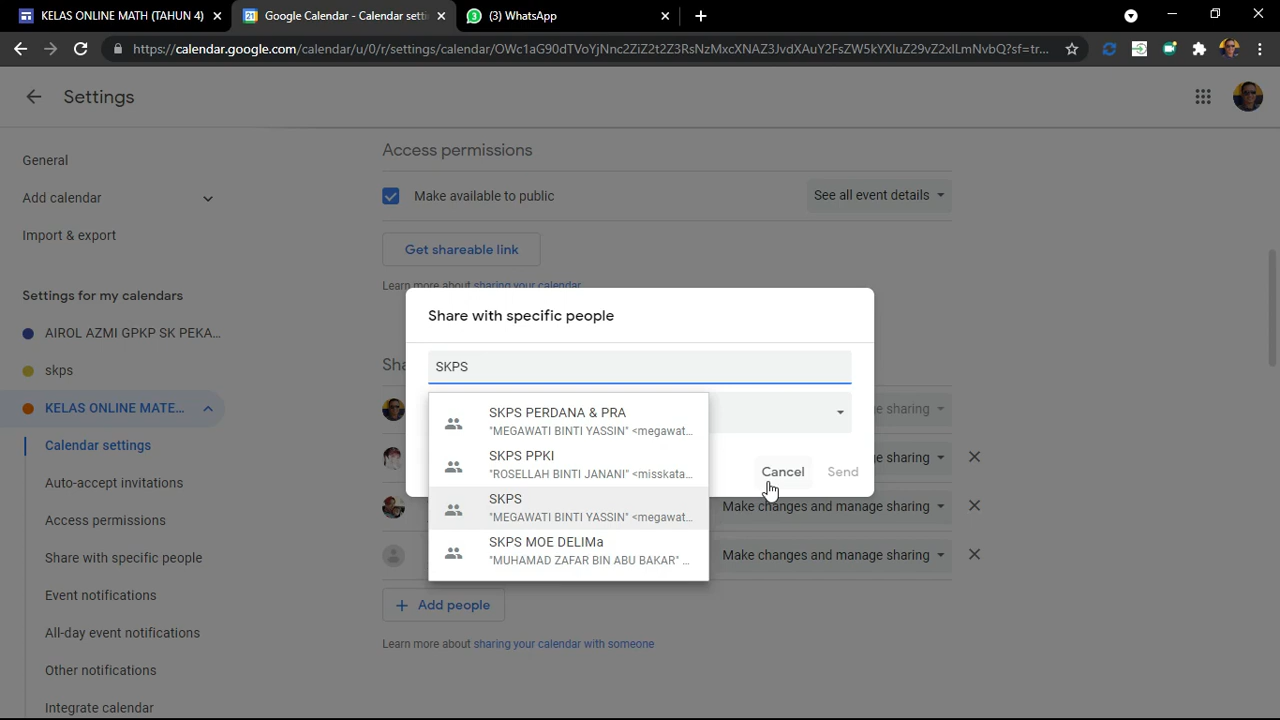 KELAS ONLINE MATH (TAHUN 4)
Google Calendar - Calendar setti
(3) WhatsApp
https://calendar.google.com/calendar/u/0/r/settings/calendar/OWc1aG90dTVoYjNnc2ZiZ2t2Z3RsNzMxcXNAZ3JvdXAuY2FsZW5kYXIuZ29vZ2xlLmNvbQ?sf=tr...
Settings
General
Add calendar
Import & export
Settings for my calendars
AIROL AZMI GPKP SK PEKA...
skps
KELAS ONLINE MATE...
Calendar settings
Auto-accept invitations
Access permissions
Share with specific people
Event notifications
All-day event notifications
Other notifications
Integrate calendar
Access permissions
Make available to public
See all event details
Get shareable link
Learn more about sharing your calendar
Sha
Share with specific people
SKPS
SKPS PERDANA & PRA
"MEGAWATI BINTI YASSIN" <megawat...
SKPS PPKI
"ROSELLAH BINTI JANANI" <misskata...
SKPS
"MEGAWATI BINTI YASSIN" <megawat...
SKPS MOE DELIMa
"MUHAMAD ZAFAR BIN ABU BAKAR" ...
Cancel
Send
ge sharing
ge sharing
Make changes and manage sharing
Make changes and manage sharing
+ Add people
Learn more about sharing your calendar with someone